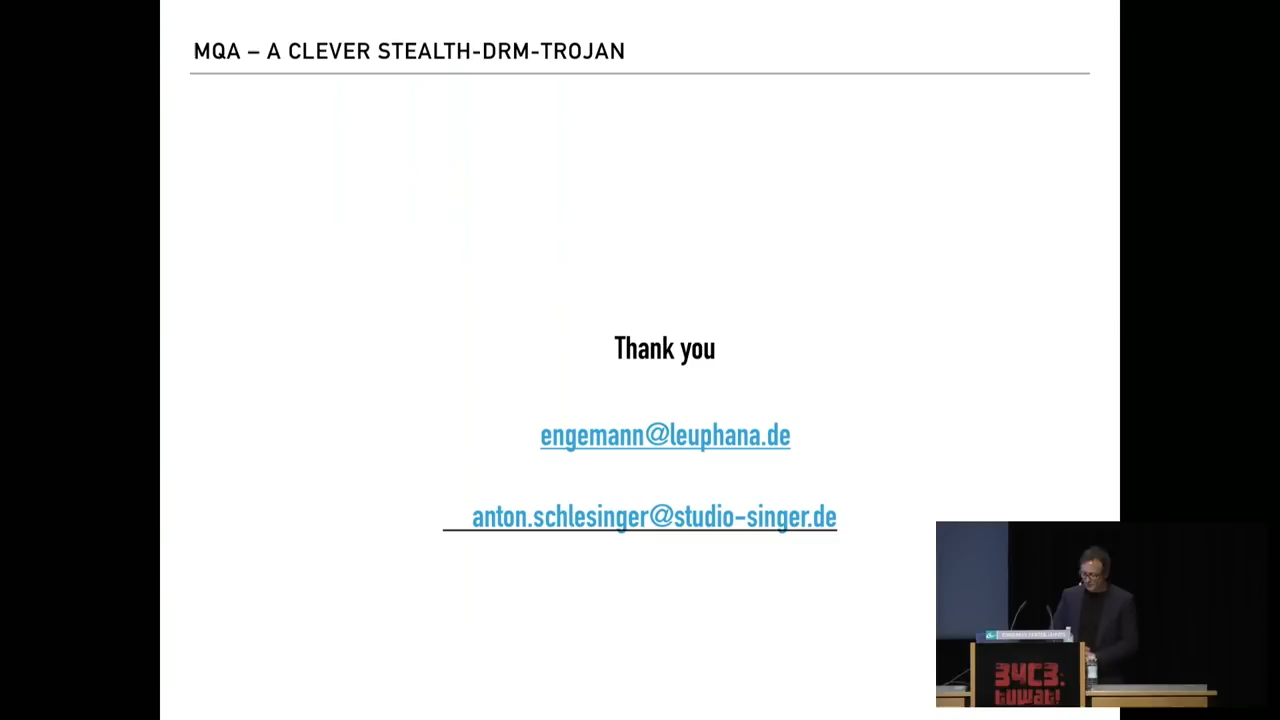 MQA – A CLEVER STEALTH-DRM-TROJAN
Thank you
engemann@leuphana.de
anton.schlesinger@studio-singer.de
34C3.
tuwat!